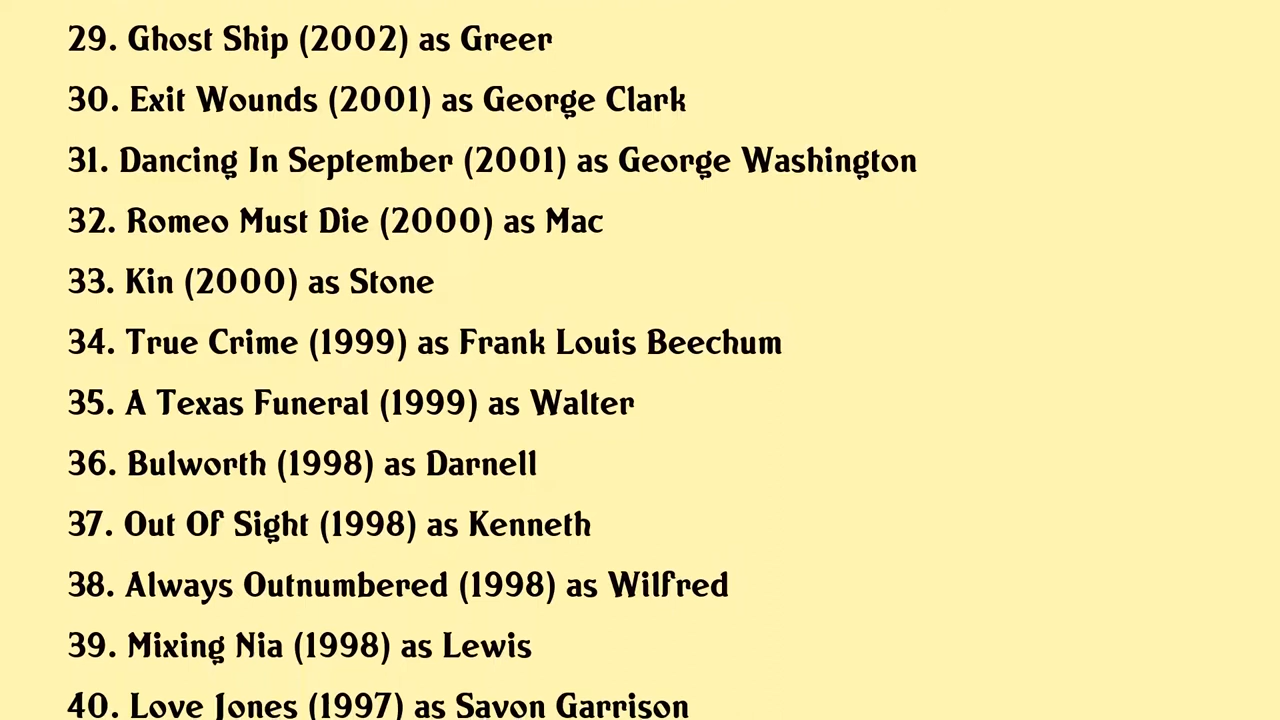 29. Ghost Ship (2002) as Greer
30. Exit Wounds (2001) as George Clark
31. Dancing In September (2001) as George Washington
32. Romeo Must Die (2000) as Mac
33. Kin (2000) as Stone
34. True Crime (1999) as Frank Louis Beechum
35. A Texas Funeral (1999) as Walter
36. Bulworth (1998) as Darnell
37. Out Of Sight (1998) as Kenneth
38. Always Outnumbered (1998) as Wilfred
39. Mixing Nia (1998) as Lewis
40. Love Jones (1997) as Savon Garrison